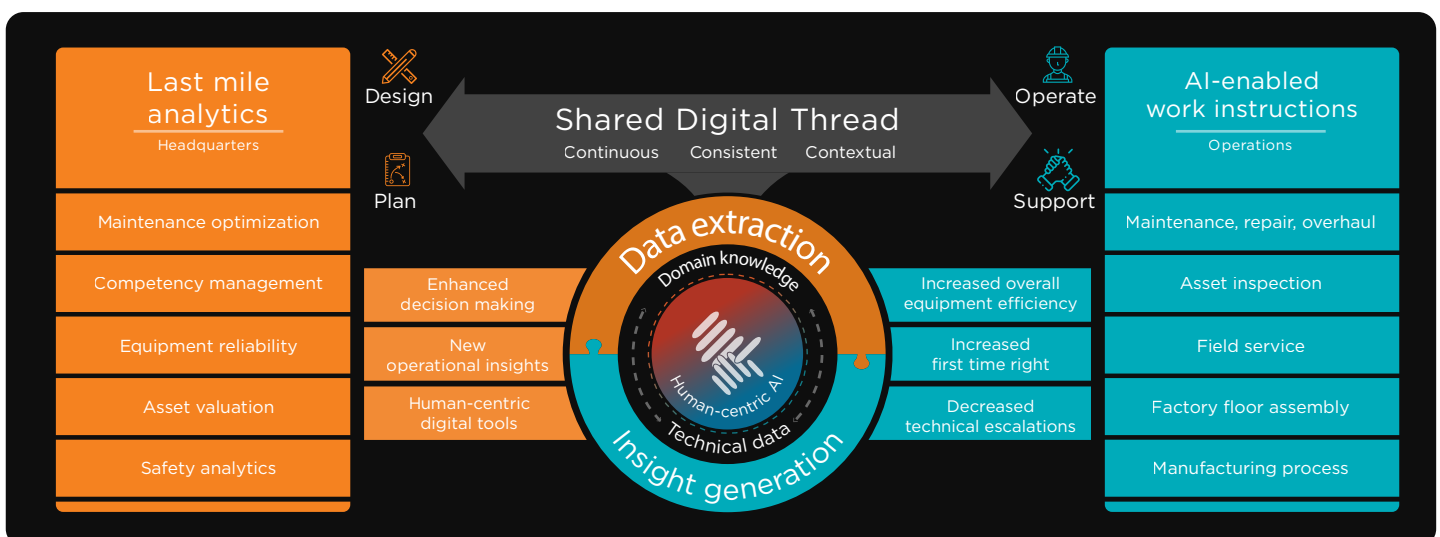 Last mile
analytics
Headquarters
Maintenance optimization
Competency management
Equipment reliability
Asset valuation
Safety analytics
Design
Plan
Enhanced
decision making
New
operational insights
Human-centric
digital tools
Shared Digital Thread
Continuous Consistent Contextual
Data extraction
Domain knowledge
Human-centric AI
Technical data
Insight generation
Operate
Support
Increased overall
equipment efficiency
Increased
first time right
Decreased
technical escalations
AI-enabled
work instructions
Operations
Maintenance, repair, overhaul
Asset inspection
Field service
Factory floor assembly
Manufacturing process